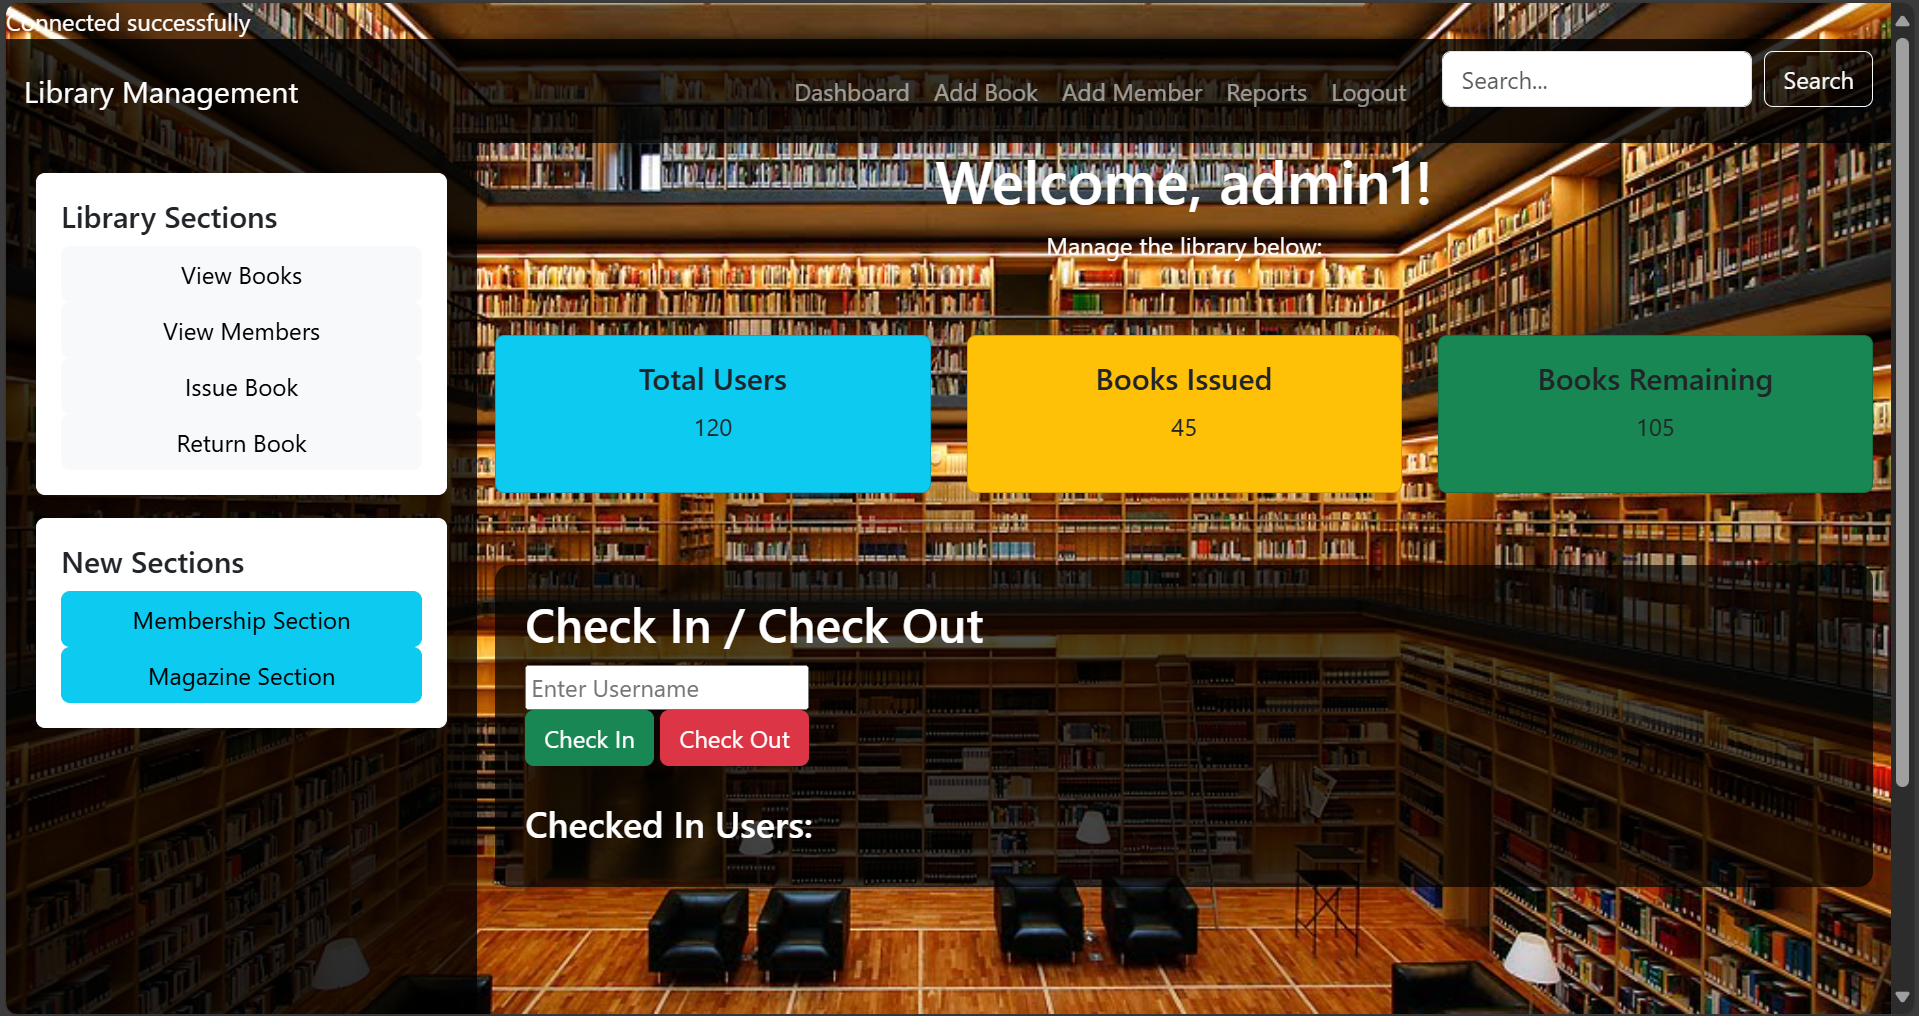 Connected successfully
Library Management
Dashboard Add Book Add Member Reports Logout Search... Search
Library Sections
View Books
View Members
Issue Book
Return Book
New Sections
Membership Section
Magazine Section
Welcome, admin1!
Manage the library below:
Total Users
120
Books Issued
45
Books Remaining
105
Check In / Check Out
Enter Username
Check In Check Out
Checked In Users: